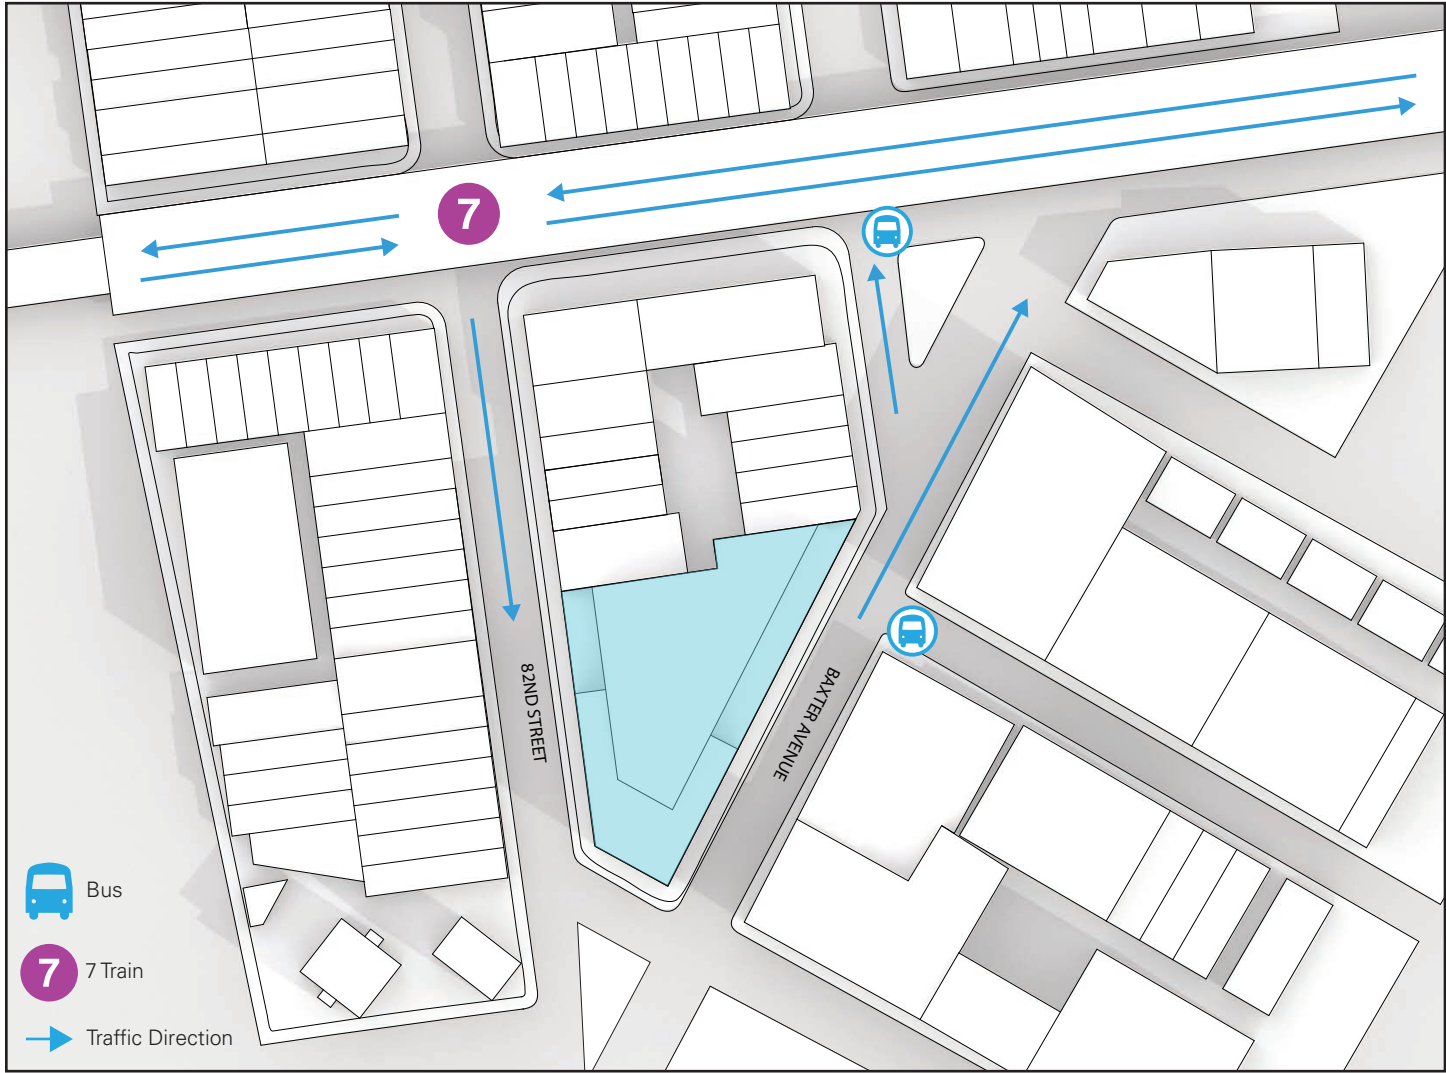 7
82ND STREET
BAXTER AVENUE
Bus
7
7 Train
Traffic Direction